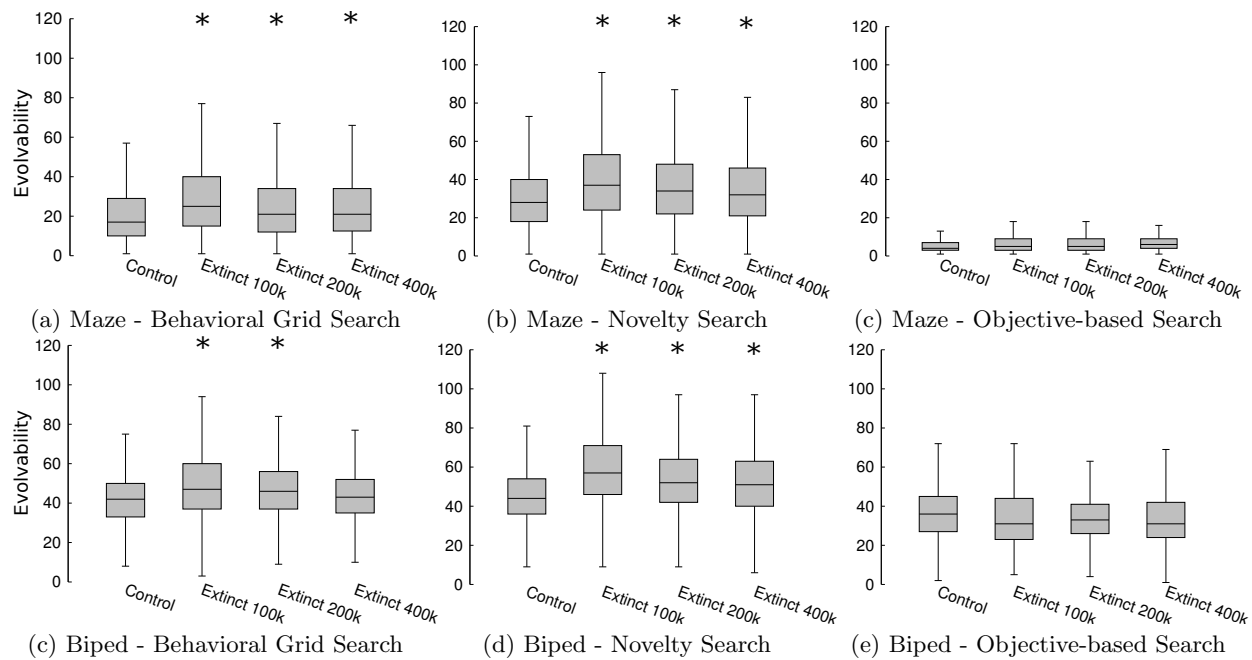 * * *
120
100
80
60
40
20
0
Evolvability
Control
Extinct 100k
Extinct 200k
Extinct 400k
(a) Maze - Behavioral Grid Search
* * *
120
100
80
60
40
20
0
Control
Extinct 100k
Extinct 200k
Extinct 400k
(b) Maze - Novelty Search
120
100
80
60
40
20
0
Control
Extinct 100k
Extinct 200k
Extinct 400k
(c) Maze - Objective-based Search
* *
120
100
80
60
40
20
0
Evolvability
Control
Extinct 100k
Extinct 200k
Extinct 400k
(c) Biped - Behavioral Grid Search
* * *
120
100
80
60
40
20
0
Control
Extinct 100k
Extinct 200k
Extinct 400k
(d) Biped - Novelty Search
120
100
80
60
40
20
0
Control
Extinct 100k
Extinct 200k
Extinct 400k
(e) Biped - Objective-based Search